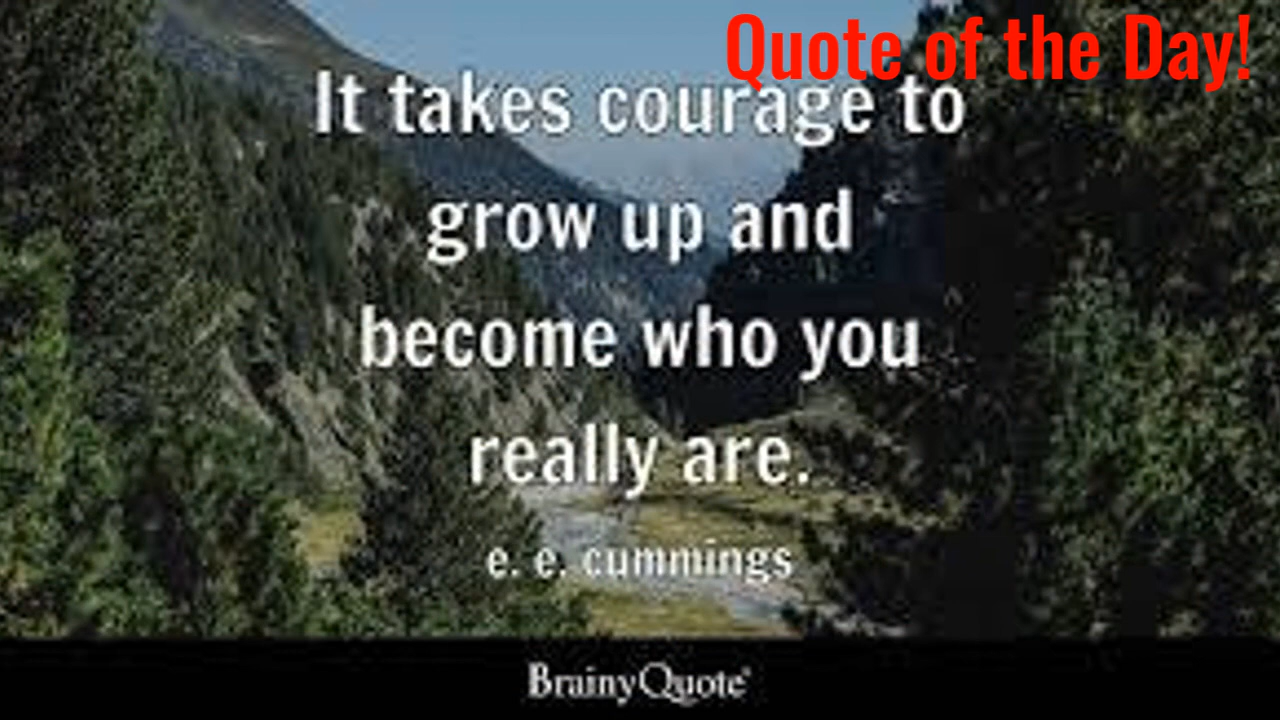 Quote of the Day!
It takes courage to
grow up and
become who you
really are.
e. e. cummings
BrainyQuote®